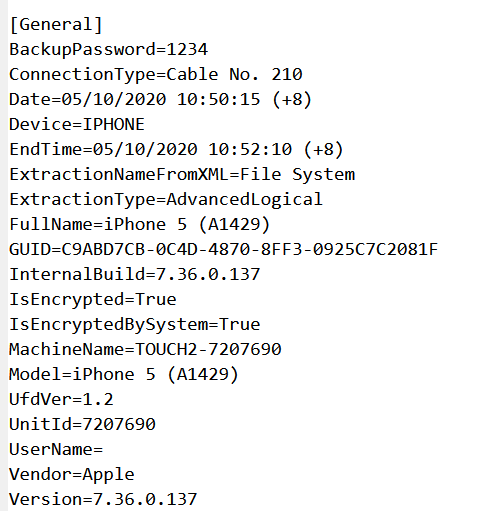 [General]
BackupPassword=1234
ConnectionType=Cable No. 210
Date=05/10/2020 10:50:15 (+8)
Device=IPHONE
EndTime=05/10/2020 10:52:10 (+8)
ExtractionNameFromXML=File System
ExtractionType=AdvancedLogical
FullName=iPhone 5 (A1429)
GUID=C9ABD7CB-0C4D-4870-8FF3-0925C7C2081F
InternalBuild=7.36.0.137
IsEncrypted=True
IsEncryptedBySystem=True
MachineName=TOUCH2-7207690
Model=iPhone 5 (A1429)
UfdVer=1.2
UnitId=7207690
UserName=
Vendor=Apple
Version=7.36.0.137